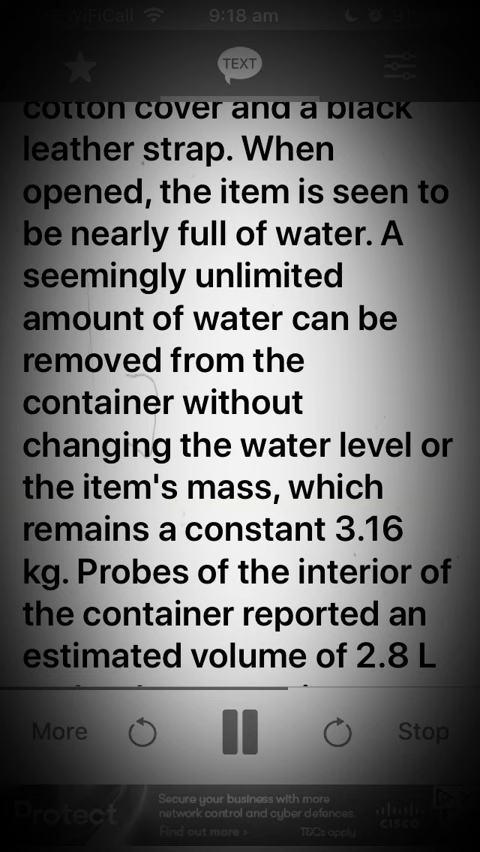 WiFiCall 9:18 am
TEXT
cotton cover and a black
leather strap. When
opened, the item is seen to
be nearly full of water. A
seemingly unlimited
amount of water can be
removed from the
container without
changing the water level or
the item's mass, which
remains a constant 3.16
kg. Probes of the interior of
the container reported an
estimated volume of 2.8 L
More Stop
Protect
Secure your business with more
network control and cyber defences.
Find out more › T&Cs apply
CISCO